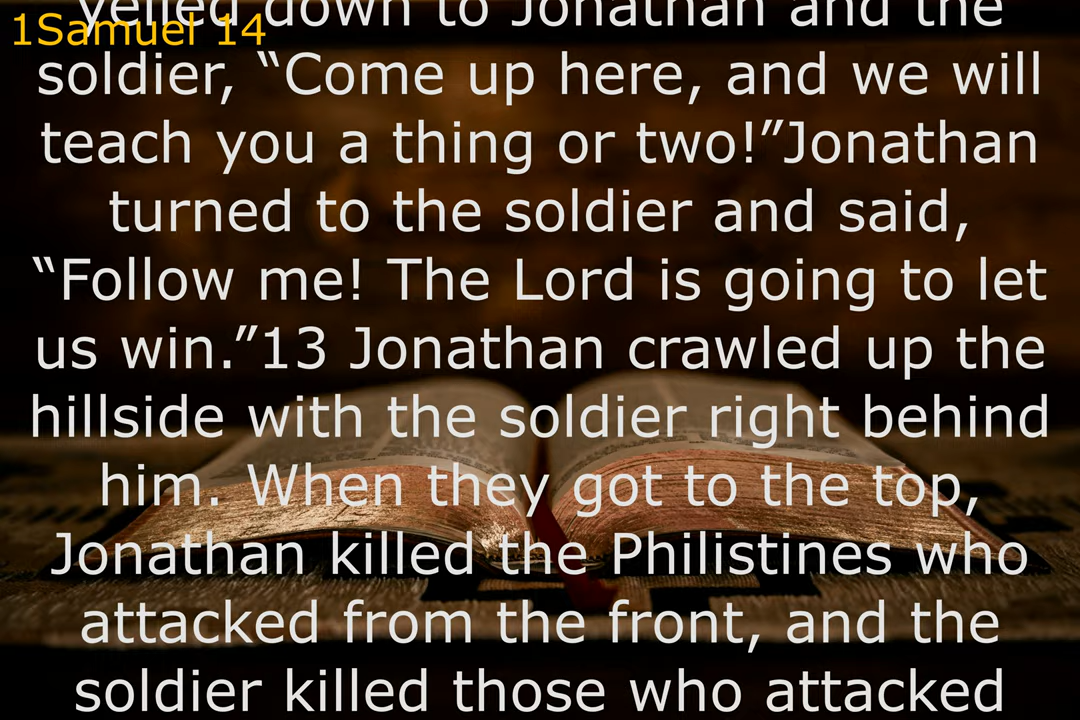 yelled down to Jonathan and the
1Samuel 14
soldier, “Come up here, and we will
teach you a thing or two!”Jonathan
turned to the soldier and said,
“Follow me! The Lord is going to let
us win.”13 Jonathan crawled up the
hillside with the soldier right behind
him. When they got to the top,
Jonathan killed the Philistines who
attacked from the front, and the
soldier killed those who attacked